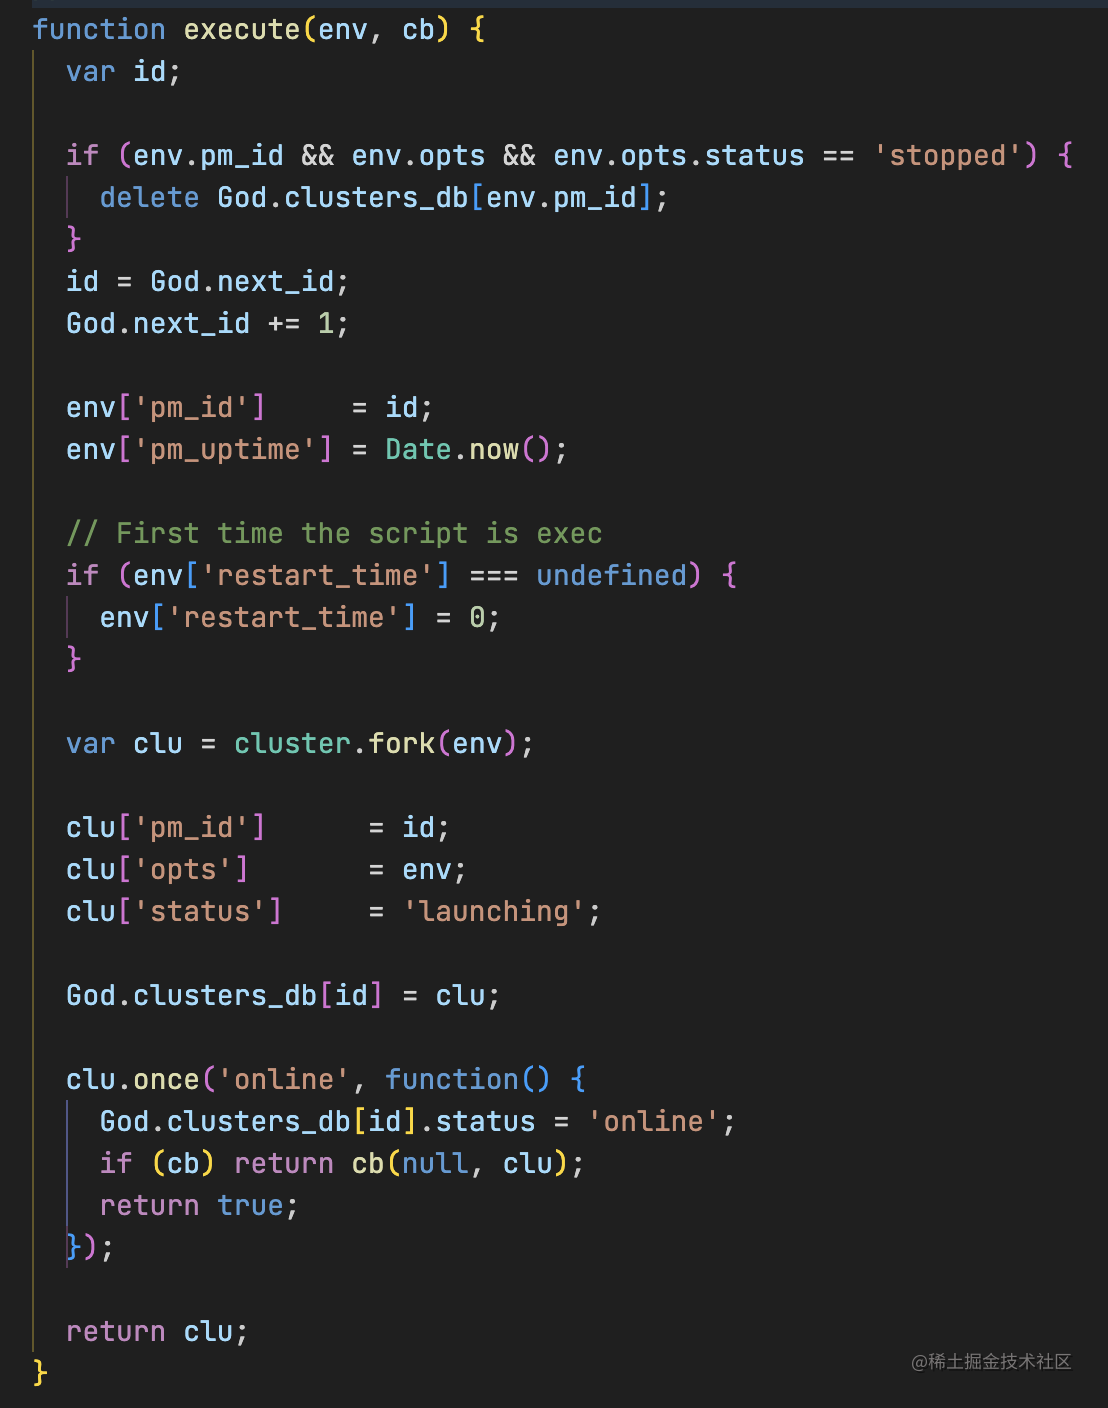 function execute(env, cb) {
  var id;

  if (env.pm_id && env.opts && env.opts.status == 'stopped') {
    delete God.clusters_db[env.pm_id];
  }
  id = God.next_id;
  God.next_id += 1;

  env['pm_id']     = id;
  env['pm_uptime'] = Date.now();

  // First time the script is exec
  if (env['restart_time'] === undefined) {
    env['restart_time'] = 0;
  }

  var clu = cluster.fork(env);

  clu['pm_id']      = id;
  clu['opts']       = env;
  clu['status']     = 'launching';

  God.clusters_db[id] = clu;

  clu.once('online', function() {
    God.clusters_db[id].status = 'online';
    if (cb) return cb(null, clu);
    return true;
  });

  return clu;
}
@稀土掘金技术社区